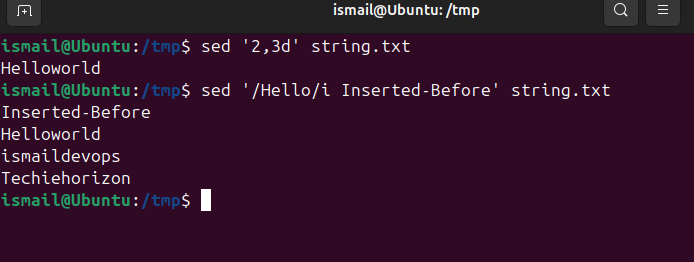 ismail@Ubuntu: /tmp
ismail@Ubuntu:/tmp$ sed '2,3d' string.txt
Helloworld
ismail@Ubuntu:/tmp$ sed '/Hello/i Inserted-Before' string.txt
Inserted-Before
Helloworld
ismaildevops
Techiehorizon
ismail@Ubuntu:/tmp$